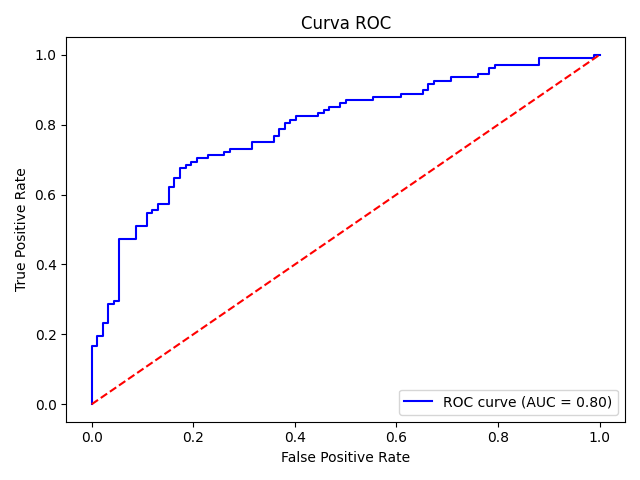 Curva ROC
True Positive Rate
1.0
0.8
0.6
0.4
0.2
0.0
ROC curve (AUC = 0.80)
0.0 0.2 0.4 0.6 0.8 1.0
False Positive Rate